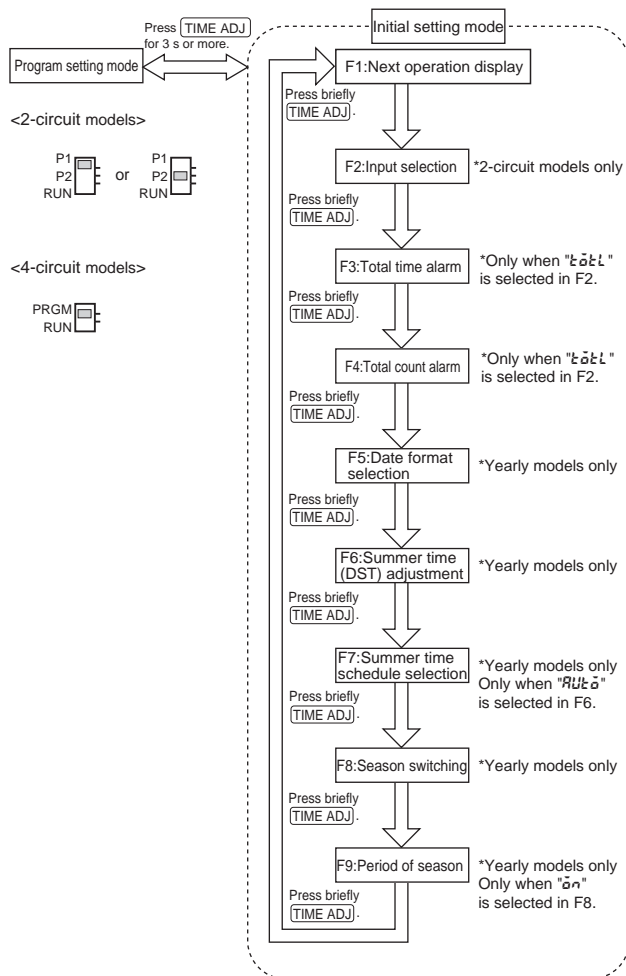 Initial setting mode
Press TIME ADJ
for 3 s or more.
Program setting mode
F1:Next operation display
Press briefly
TIME ADJ.
<2-circuit models>
P1
P2
RUN
or
P1
P2
RUN
F2:Input selection
*2-circuit models only
Press briefly
TIME ADJ.
<4-circuit models>
PRGM
RUN
F3:Total time alarm
*Only when "totL"
is selected in F2.
Press briefly
TIME ADJ.
F4:Total count alarm
*Only when "totL"
is selected in F2.
Press briefly
TIME ADJ.
F5:Date format
selection
*Yearly models only
Press briefly
TIME ADJ.
F6:Summer time
(DST) adjustment
*Yearly models only
Press briefly
TIME ADJ.
F7:Summer time
schedule selection
*Yearly models only
Only when "AUto"
is selected in F6.
Press briefly
TIME ADJ.
F8:Season switching
*Yearly models only
Press briefly
TIME ADJ.
F9:Period of season
*Yearly models only
Only when "on"
is selected in F8.
Press briefly
TIME ADJ.